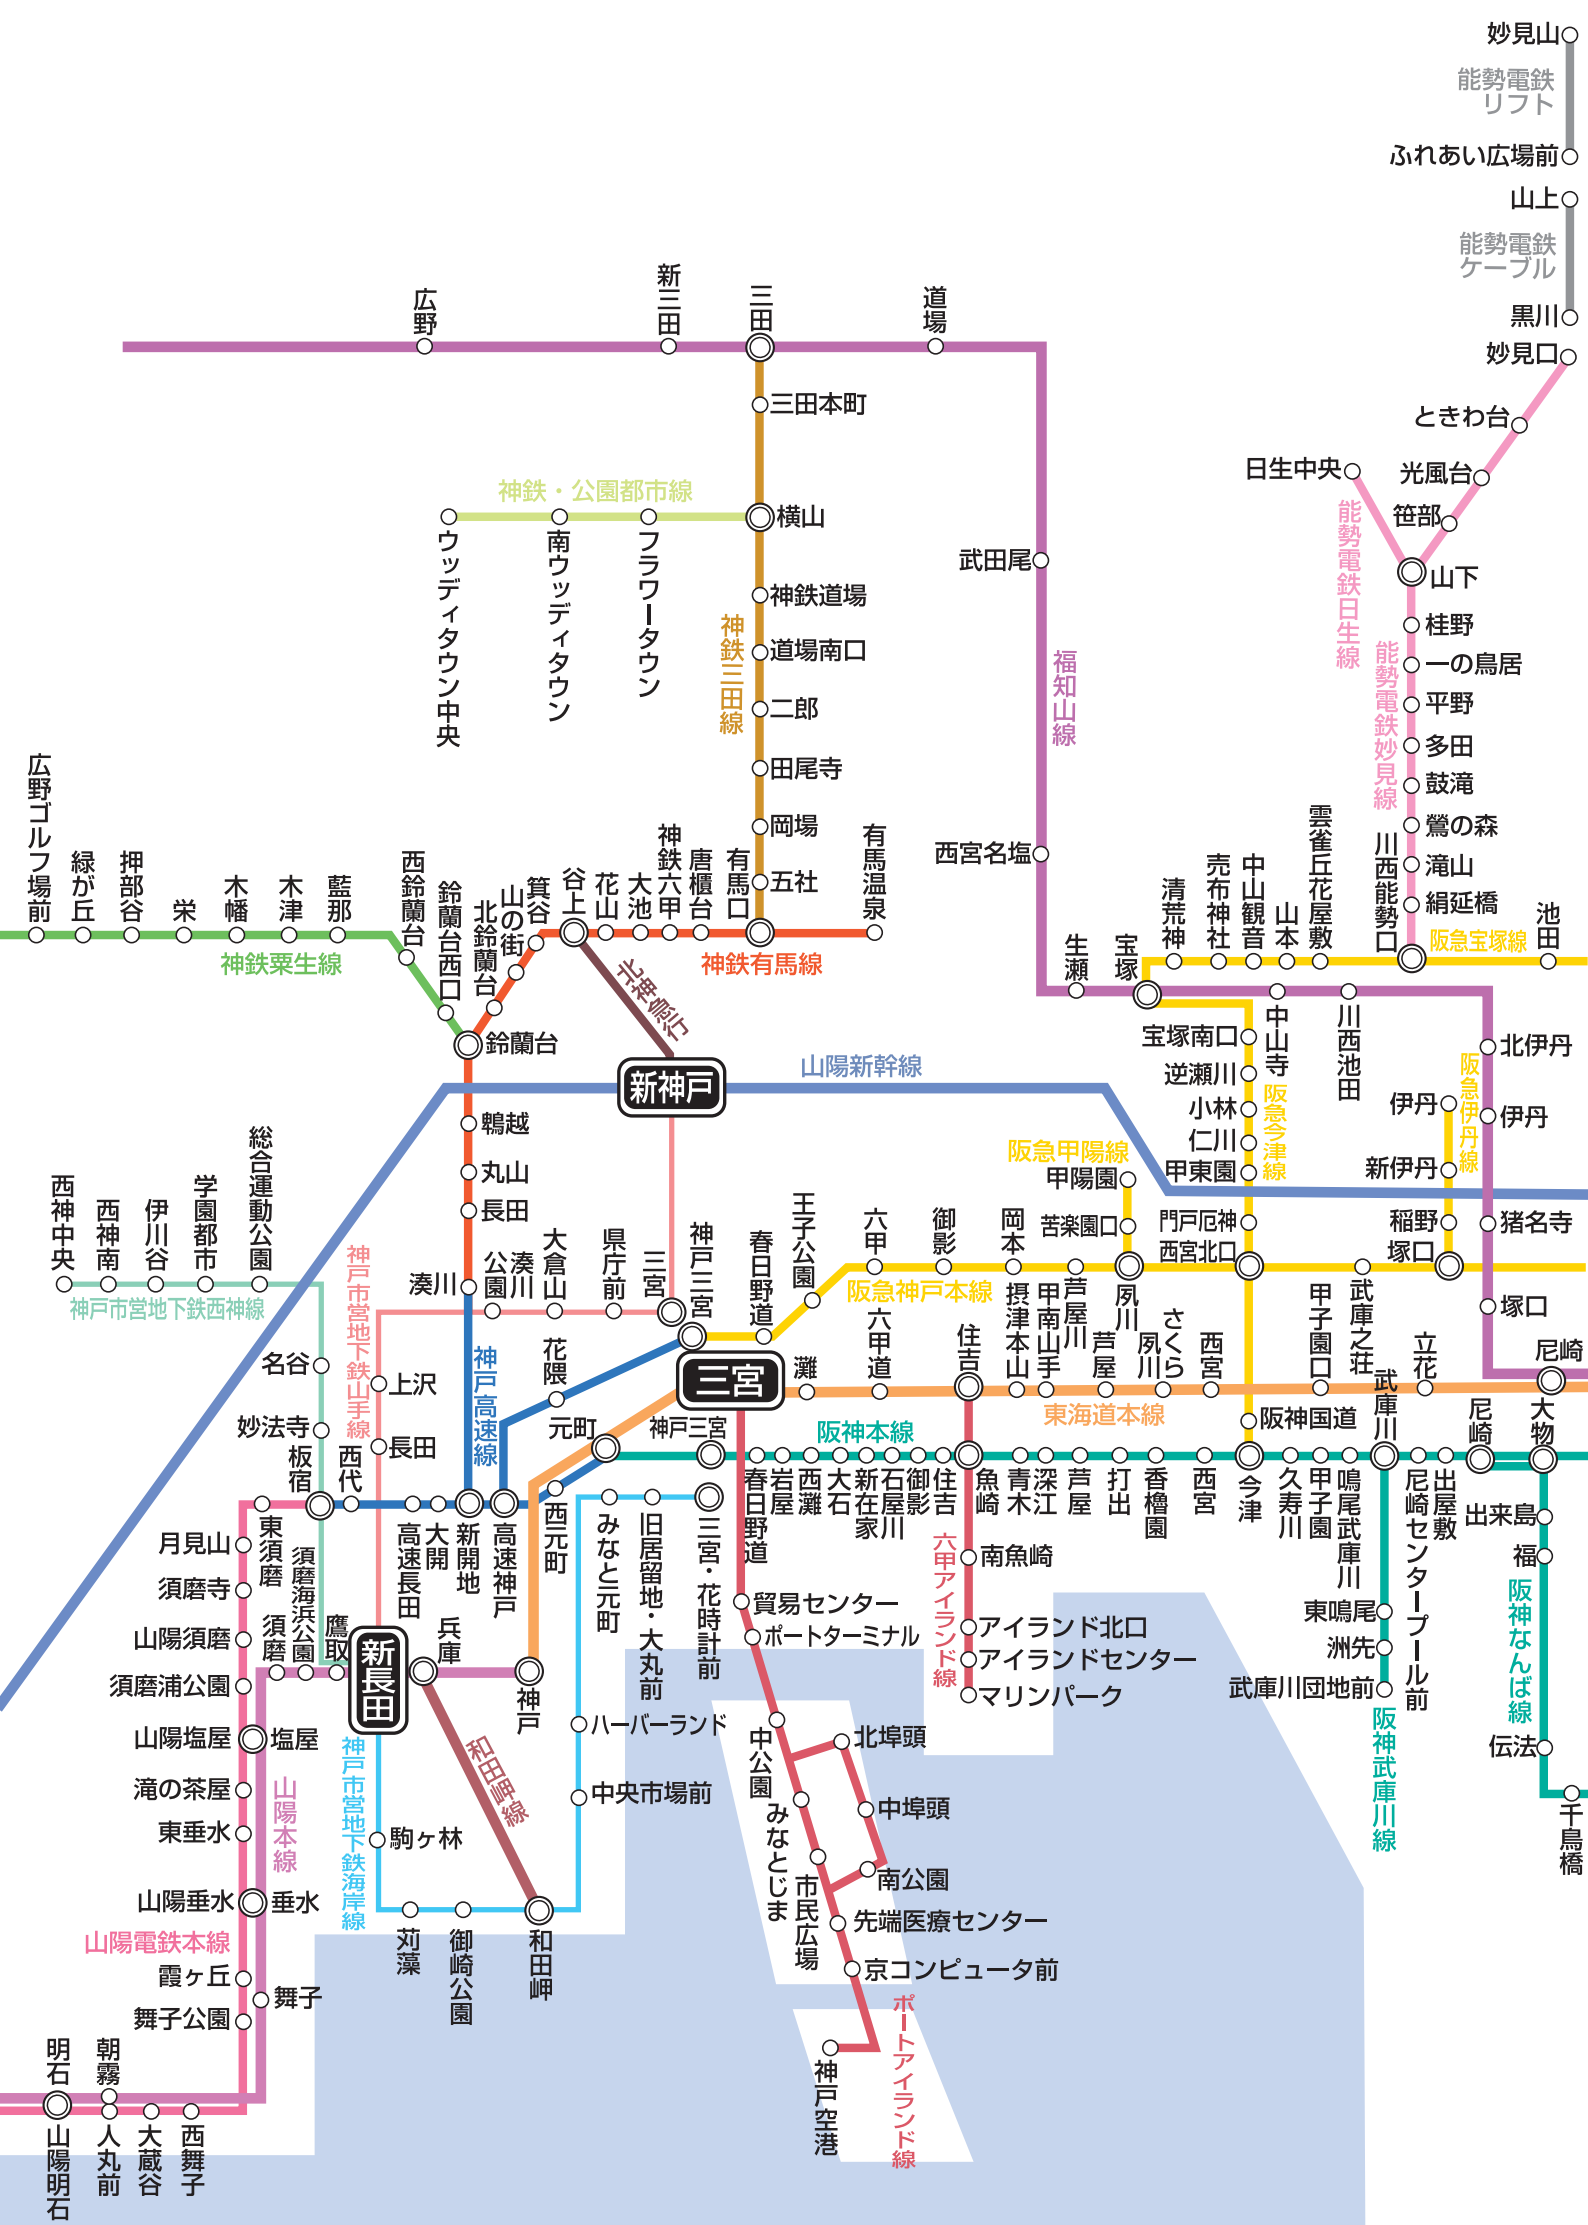 妙見山
能勢電鉄
リフト
ふれあい広場前
山上
能勢電鉄
ケーブル
黒川
妙見口
ときわ台
光風台
笹部
日生中央
能勢電鉄日生線
山下
桂野
一の鳥居
平野
多田
鼓滝
鶯の森
滝山
絹延橋
能勢電鉄妙見線
川西能勢口
広野
新三田
三田
道場
三田本町
神鉄・公園都市線
横山
ウッディタウン中央
南ウッディタウン
フラワータウン
神鉄道場
道場南口
二郎
田尾寺
岡場
五社
神鉄三田線
武田尾
福知山線
西宮名塩
広野ゴルフ場前
緑が丘
押部谷
栄
木幡
木津
藍那
西鈴蘭台
鈴蘭台西口
北鈴蘭台
山の街
箕谷
谷上
花山
大池
神鉄六甲
唐櫃台
有馬口
有馬温泉
神鉄粟生線
神鉄有馬線
北神急行
鈴蘭台
生瀬
宝塚
清荒神
売布神社
中山観音
山本
雲雀丘花屋敷
阪急宝塚線
池田
宝塚南口
逆瀬川
小林
仁川
甲東園
門戸厄神
西宮北口
阪急今津線
中山寺
川西池田
北伊丹
伊丹
阪急伊丹線
伊丹
新伊丹
稲野
塚口
猪名寺
塚口
尼崎
新神戸
山陽新幹線
鵯越
丸山
長田
湊川
西神中央
西神南
伊川谷
学園都市
総合運動公園
神戸市営地下鉄西神線
名谷
妙法寺
板宿
西代
神戸市営地下鉄山手線
上沢
長田
公園
湊川
大倉山
県庁前
三宮
神戸三宮
春日野道
王子公園
六甲
御影
岡本
阪急甲陽線
甲陽園
苦楽園口
阪急神戸本線
夙川
武庫之荘
神戸高速線
花隈
元町
三宮
神戸三宮
灘
六甲道
住吉
摂津本山
甲南山手
芦屋川
芦屋
夙川
さくら
西宮
甲子園口
立花
東海道本線
阪神国道
武庫川
尼崎
大物
阪神本線
春日野道
岩屋
西灘
大石
新在家
石屋川
御影
住吉
魚崎
青木
深江
芦屋
打出
香櫨園
西宮
今津
久寿川
甲子園
鳴尾武庫川
尼崎センタープール前
出屋敷
出来島
福
阪神なんば線
伝法
千鳥橋
東鳴尾
洲先
武庫川団地前
阪神武庫川線
東須磨
高速長田
大開
新開地
高速神戸
西元町
みなと元町
旧居留地・大丸前
三宮・花時計前
月見山
須磨寺
山陽須磨
須磨浦公園
山陽塩屋
滝の茶屋
東垂水
山陽垂水
山陽電鉄本線
霞ヶ丘
舞子公園
須磨
須磨海浜公園
鷹取
新長田
兵庫
神戸
塩屋
山陽本線
垂水
舞子
神戸市営地下鉄海岸線
駒ヶ林
苅藻
御崎公園
和田岬
和田岬線
ハーバーランド
中央市場前
貿易センター
ポートターミナル
中公園
みなとじま
市民広場
北埠頭
中埠頭
南公園
先端医療センター
京コンピュータ前
ポートアイランド線
神戸空港
南魚崎
六甲アイランド線
アイランド北口
アイランドセンター
マリンパーク
明石
朝霧
山陽明石
人丸前
大蔵谷
西舞子